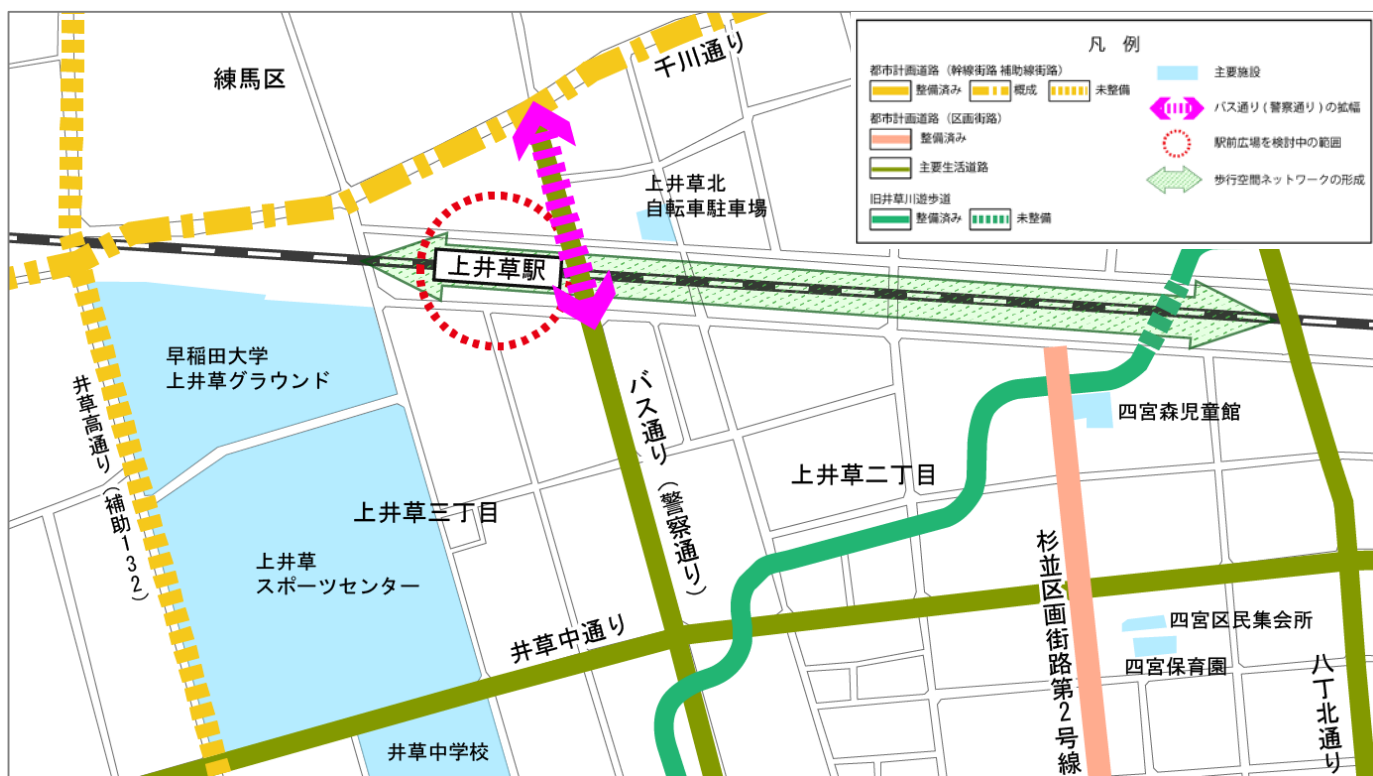 練馬区
千川通り
凡 例
都市計画道路（幹線街路 補助線街路）
整備済み
概成
未整備
都市計画道路（区画街路）
整備済み
主要生活道路
旧井草川遊歩道
整備済み
未整備
主要施設
バス通り(警察通り)の拡幅
駅前広場を検討中の範囲
歩行空間ネットワークの形成
上井草北
自転車駐車場
上井草駅
早稲田大学
上井草グラウンド
井草高通り（補助132）
バス通り（警察通り）
四宮森児童館
上井草二丁目
上井草三丁目
上井草
スポーツセンター
杉並区画街路第2号線
井草中通り
四宮区民集会所
四宮保育園
八丁北通り
井草中学校